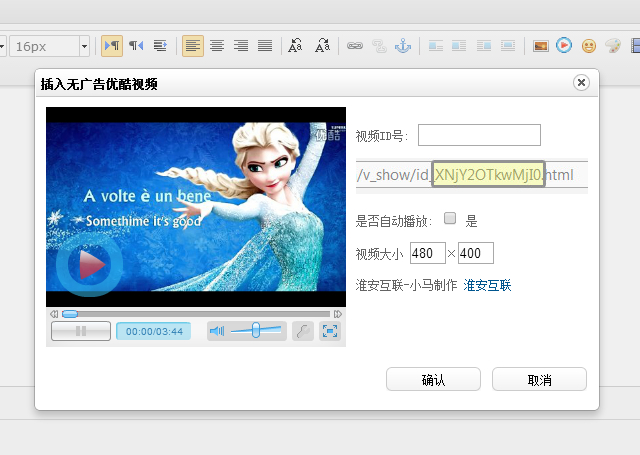 16px
插入无广告优酷视频
优酷
A volte è un bene
Somethime it's good
00:00/03:44
视频ID号:
/v_show/id_XNjY2OTkwMjI0.html
是否自动播放: 是
视频大小 480 × 400
淮安互联-小马制作 淮安互联
确认 取消